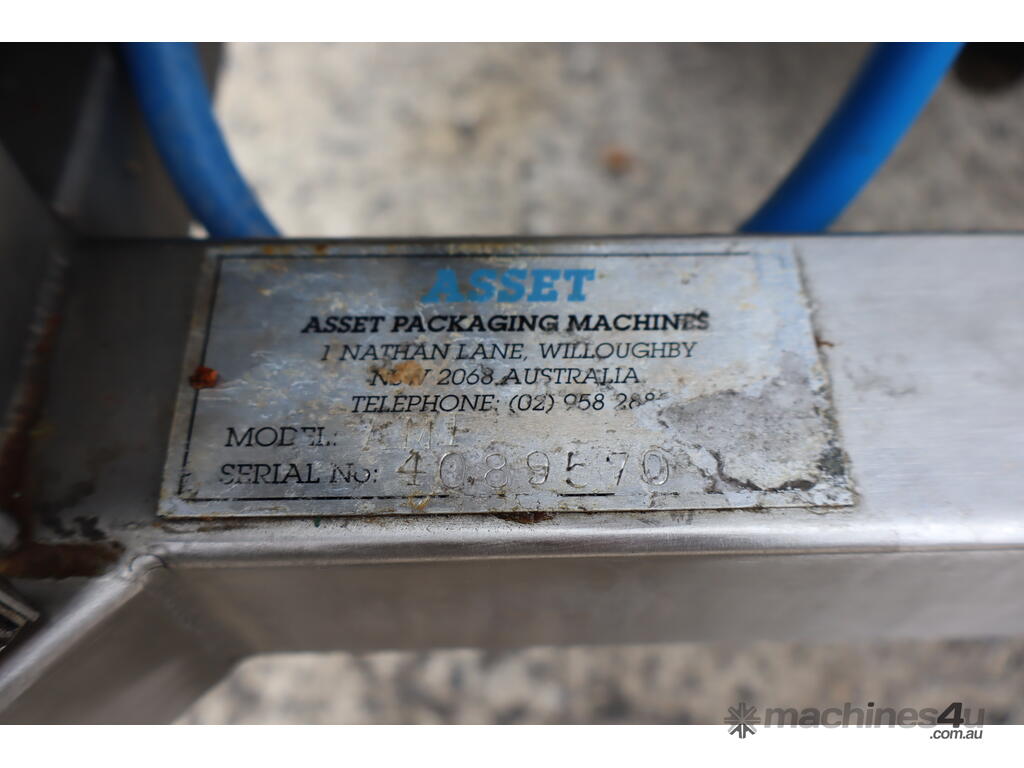 ASSET
ASSET PACKAGING MACHINES
1 NATHAN LANE, WILLOUGHBY
NSW 2068, AUSTRALIA
TELEPHONE: (02) 958
MODEL:
SERIAL No: 4089570
machines4u
.com.au